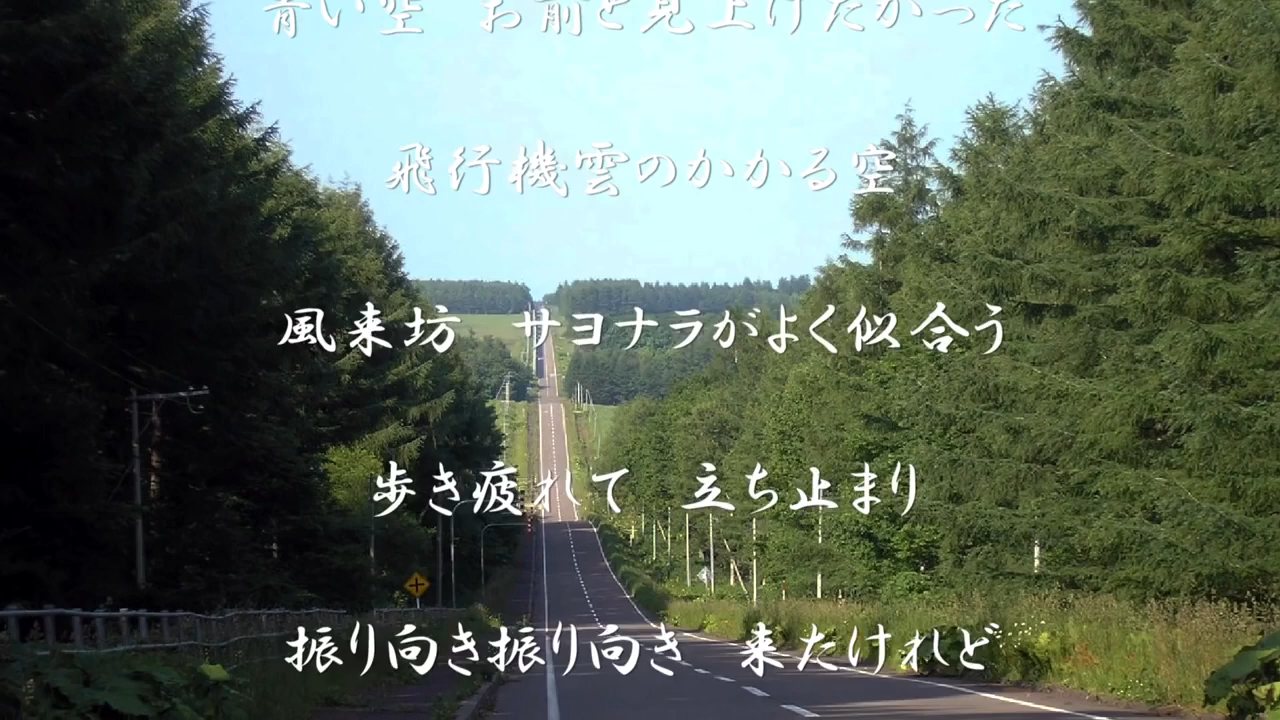 青い空　お前と見上げたかった
飛行機雲のかかる空
風来坊　サヨナラがよく似合う
歩き疲れて　立ち止まり
振り向き振り向き　来たけれど